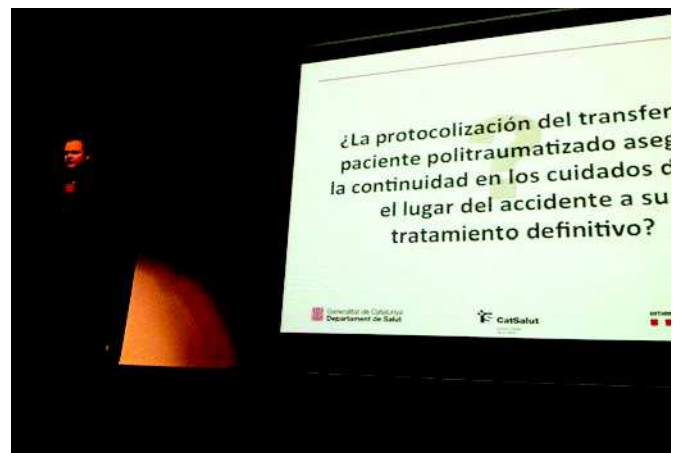 ¿La protocolización del transfer
paciente politraumatizado aseg
la continuidad en los cuidados d
el lugar del accidente a su
tratamiento definitivo?
?
Generalitat de Catalunya
Departament de Salut
CatSalut